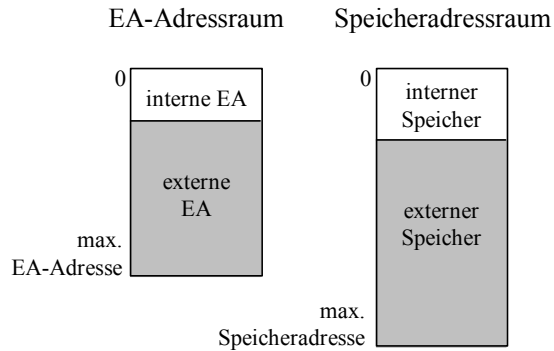 EA-Adressraum
Speicheradressraum
0
interne EA
externe
EA
max.
EA-Adresse
0
interner
Speicher
externer
Speicher
max.
Speicheradresse